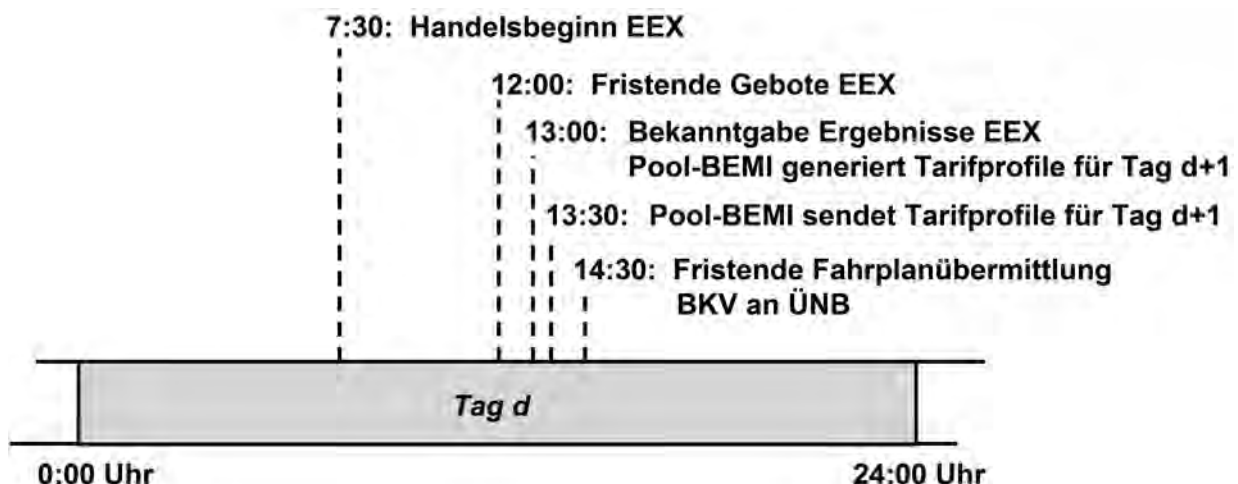 7:30: Handelsbeginn EEX
12:00: Fristende Gebote EEX
13:00: Bekanntgabe Ergebnisse EEX
Pool-BEMI generiert Tarifprofile für Tag d+1
13:30: Pool-BEMI sendet Tarifprofile für Tag d+1
14:30: Fristende Fahrplanübermittlung
BKV an ÜNB
Tag d
0:00 Uhr
24:00 Uhr